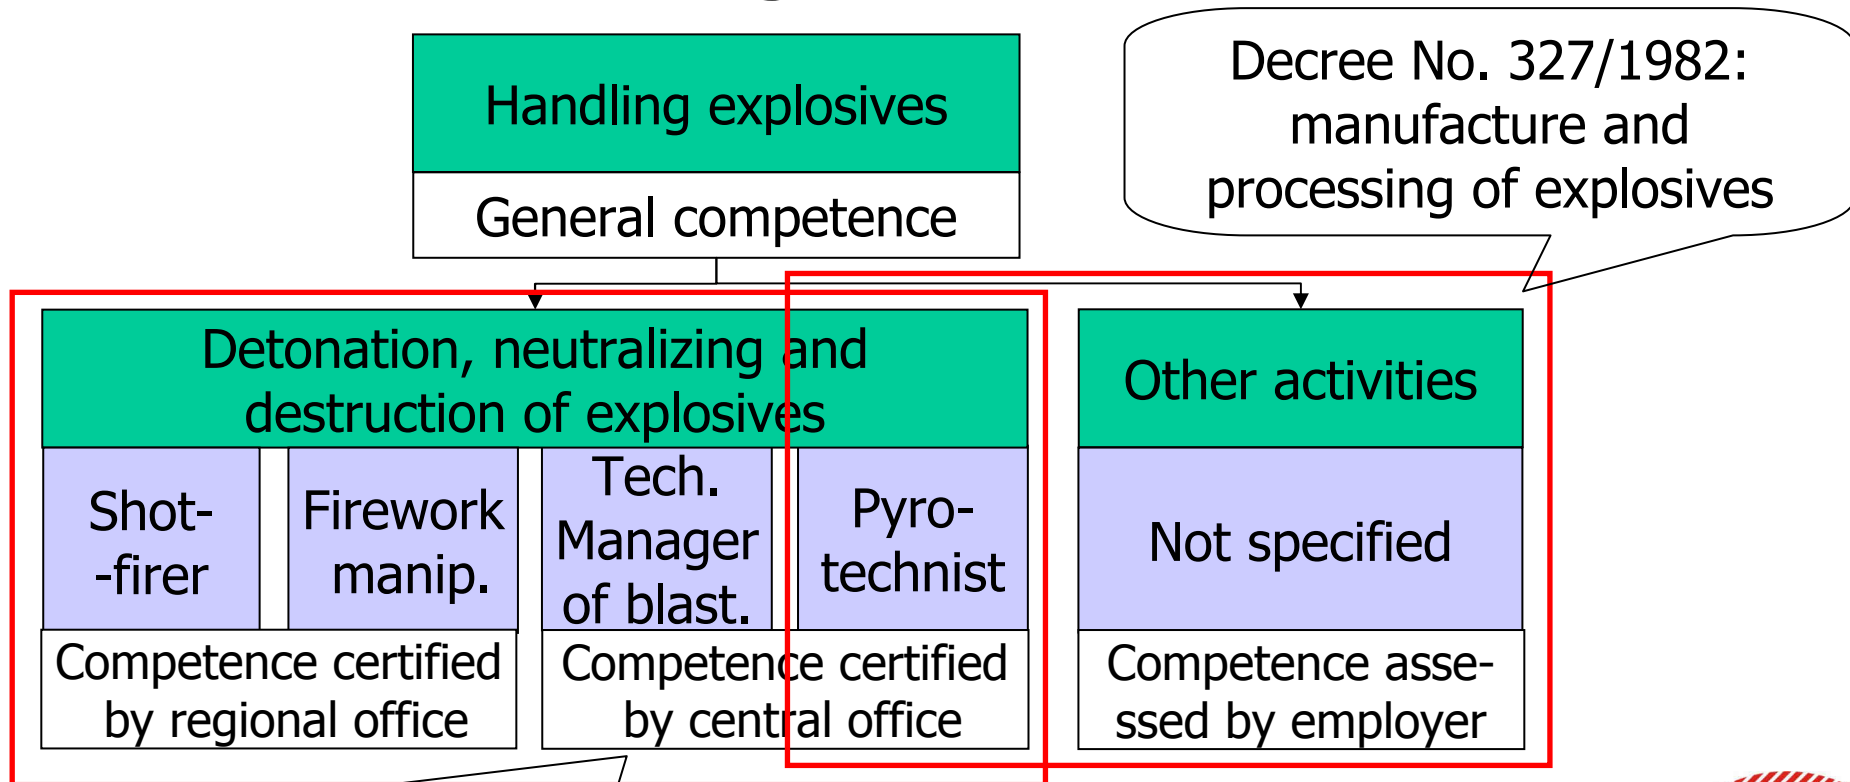 Handling explosives
General competence
Decree No. 327/1982:
manufacture and
processing of explosives
Detonation, neutralizing and
destruction of explosives
Other activities
Shot-
-firer
Firework
manip.
Tech.
Manager
of blast.
Pyro-
technist
Not specified
Competence certified
by regional office
Competence certified
by central office
Competence asse-
ssed by employer